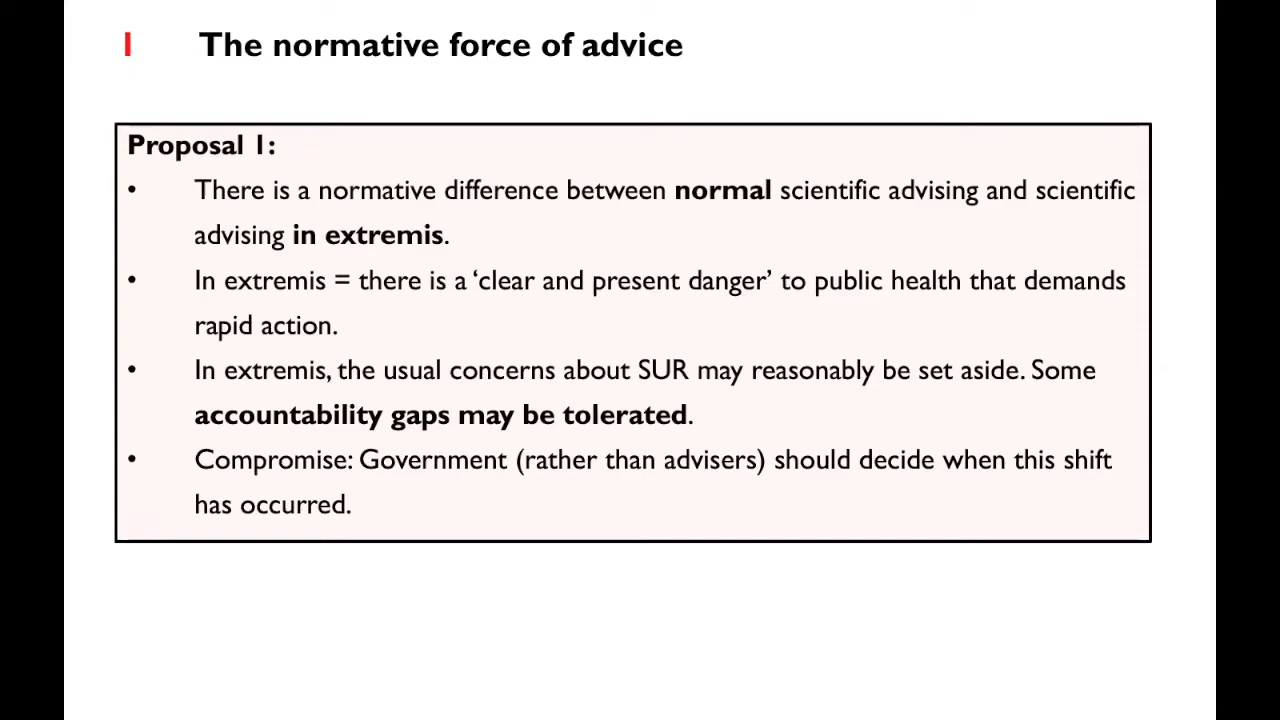 1 The normative force of advice
Proposal 1:
• There is a normative difference between normal scientific advising and scientific
advising in extremis.
• In extremis = there is a ‘clear and present danger’ to public health that demands
rapid action.
• In extremis, the usual concerns about SUR may reasonably be set aside. Some
accountability gaps may be tolerated.
• Compromise: Government (rather than advisers) should decide when this shift
has occurred.